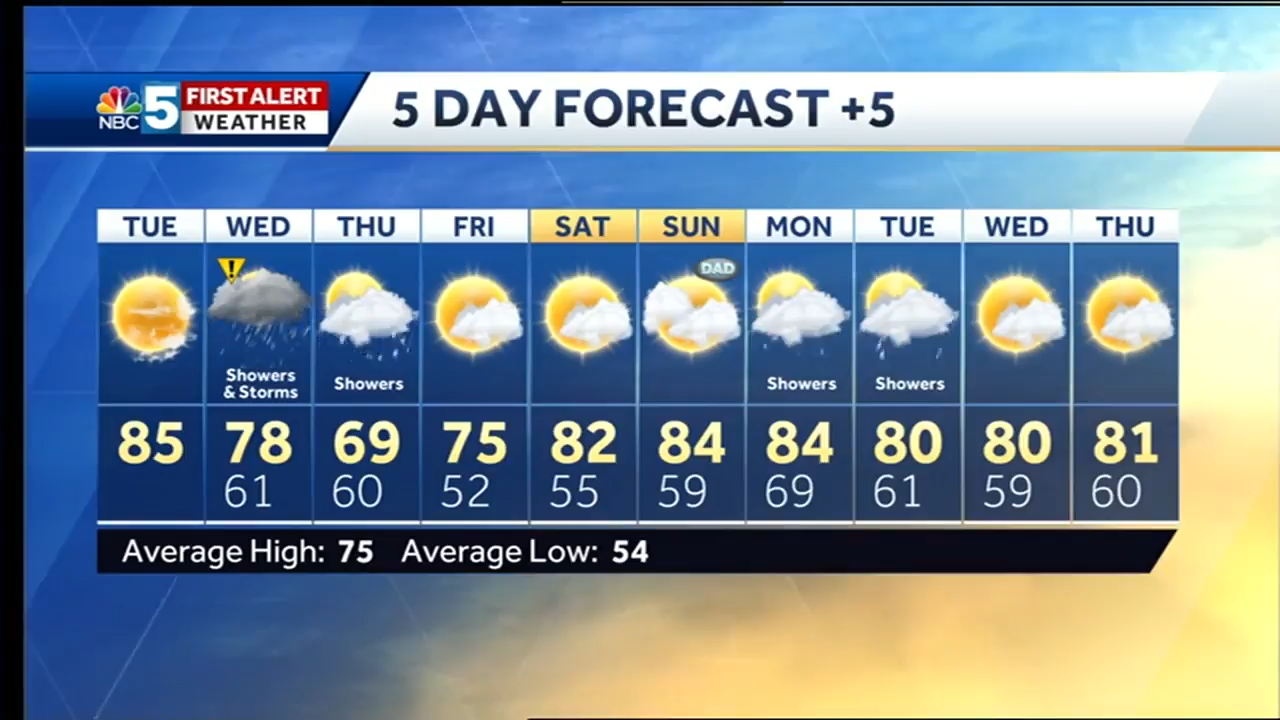 NBC 5 FIRST ALERT WEATHER
5 DAY FORECAST +5
TUE WED THU FRI SAT SUN MON TUE WED THU
! DAD
Showers & Storms Showers Showers Showers
85 78 69 75 82 84 84 80 80 81
61 60 52 55 59 69 61 59 60
Average High: 75 Average Low: 54